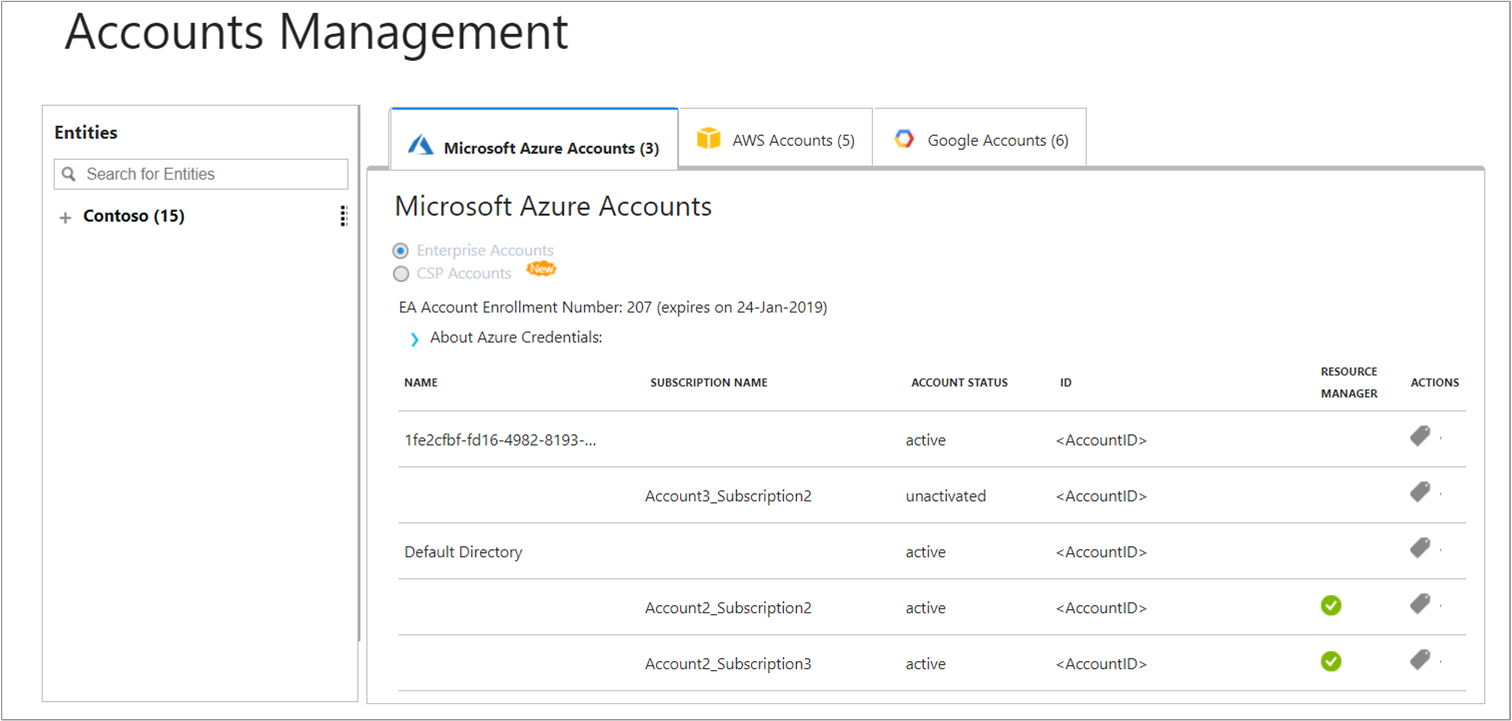 Accounts Management
Entities
Search for Entities
Contoso (15)
Microsoft Azure Accounts (3)
AWS Accounts (5)
Google Accounts (6)
Microsoft Azure Accounts
Enterprise Accounts
CSP Accounts New
EA Account Enrollment Number: 207 (expires on 24-Jan-2019)
About Azure Credentials:
NAME SUBSCRIPTION NAME ACCOUNT STATUS ID RESOURCE MANAGER ACTIONS
1fe2cfbf-fd16-4982-8193-... active <AccountID>
Account3_Subscription2 unactivated <AccountID>
Default Directory active <AccountID>
Account2_Subscription2 active <AccountID>
Account2_Subscription3 active <AccountID>